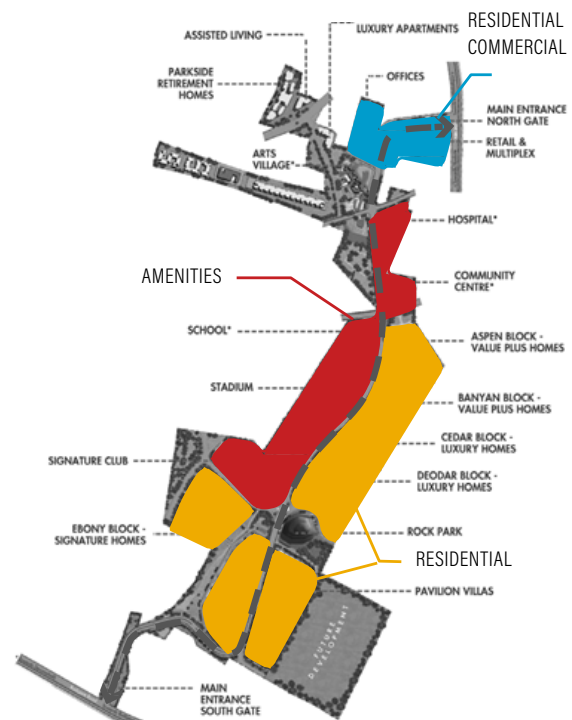 RESIDENTIAL
COMMERCIAL
ASSISTED LIVING
LUXURY APARTMENTS
PARKSIDE
RETIREMENT
HOMES
OFFICES
MAIN ENTRANCE
NORTH GATE
RETAIL &
MULTIPLEX
ARTS
VILLAGE*
HOSPITAL*
AMENITIES
COMMUNITY
CENTRE*
SCHOOL*
ASPEN BLOCK -
VALUE PLUS HOMES
STADIUM
BANYAN BLOCK -
VALUE PLUS HOMES
CEDAR BLOCK -
LUXURY HOMES
SIGNATURE CLUB
DEODAR BLOCK -
LUXURY HOMES
EBONY BLOCK -
SIGNATURE HOMES
ROCK PARK
RESIDENTIAL
PAVILION VILLAS
FUTURE
DEVELOPMENT
MAIN
ENTRANCE
SOUTH GATE